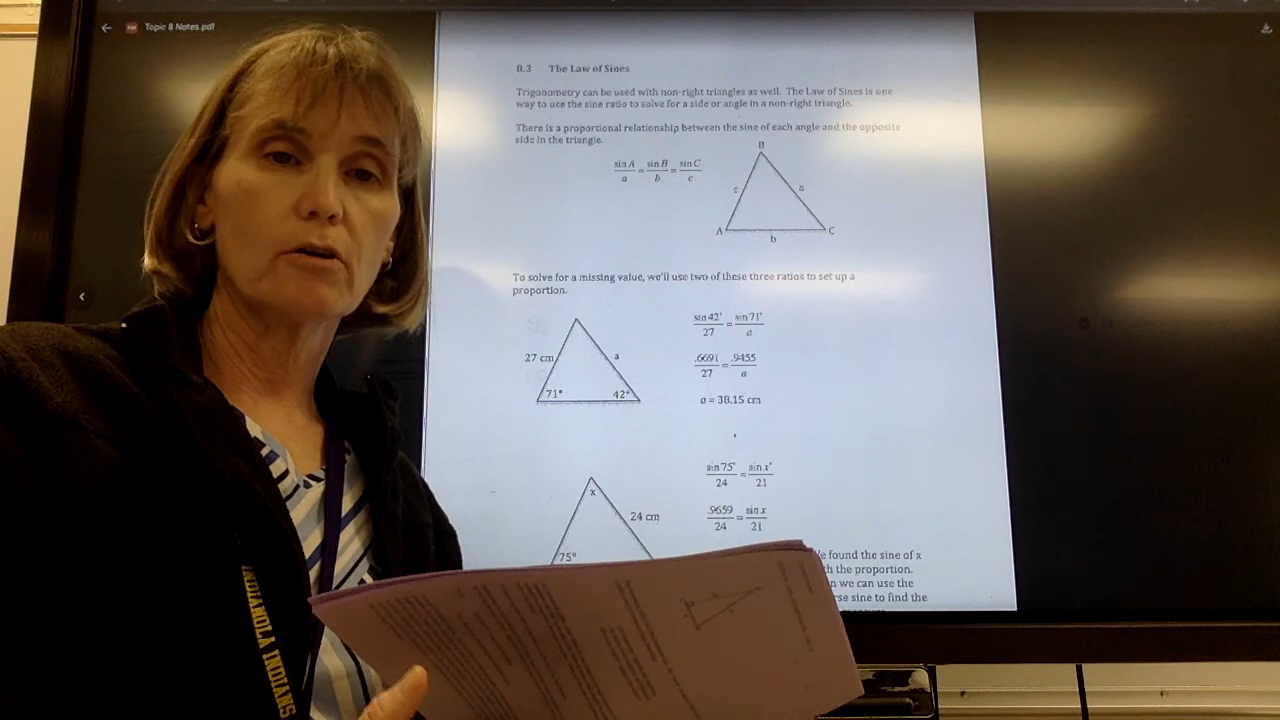 Topic 8 Notes.pdf
8.3 The Law of Sines
Trigonometry can be used with non-right triangles as well. The Law of Sines is one
way to use the sine ratio to solve for a side or angle in a non-right triangle.
There is a proportional relationship between the sine of each angle and the opposite
side in the triangle.
sin A / a = sin B / b = sin C / c
B
c
a
A
C
b
To solve for a missing value, we'll use two of these three ratios to set up a
proportion.
27 cm
a
71°
42°
sin 42° / 27 = sin 71° / a
.6691 / 27 = .9455 / a
a = 38.15 cm
x
24 cm
75°
sin 75° / 24 = sin x° / 21
.9659 / 24 = sin x / 21
found the sine of x
the proportion.
we can use the
sine to find the
INDIANOLA INDIANS